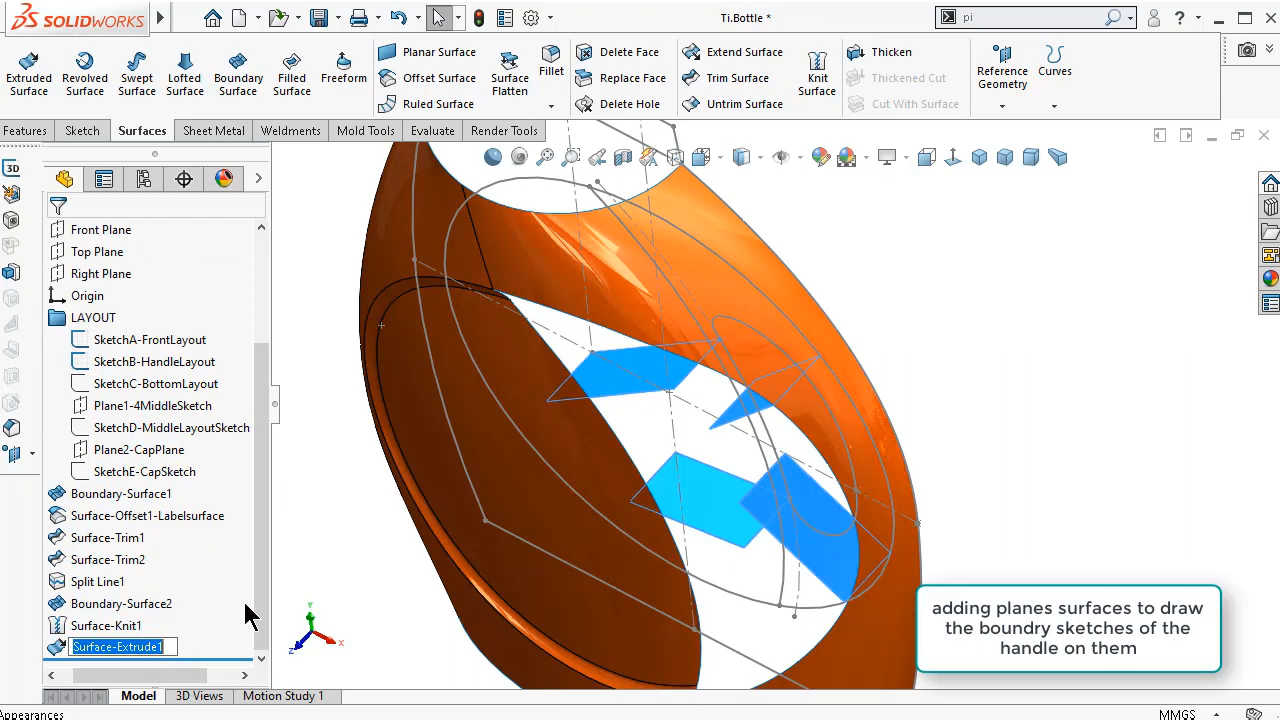 SOLIDWORKS
Ti.Bottle *
pi
Extruded Surface
Revolved Surface
Swept Surface
Lofted Surface
Boundary Surface
Filled Surface
Freeform
Planar Surface
Offset Surface
Ruled Surface
Surface Flatten
Fillet
Delete Face
Replace Face
Delete Hole
Extend Surface
Trim Surface
Untrim Surface
Knit Surface
Thicken
Thickened Cut
Cut With Surface
Reference Geometry
Curves
Features
Sketch
Surfaces
Sheet Metal
Weldments
Mold Tools
Evaluate
Render Tools
3D
Front Plane
Top Plane
Right Plane
Origin
LAYOUT
SketchA-FrontLayout
SketchB-HandleLayout
SketchC-BottomLayout
Plane1-4MiddleSketch
SketchD-MiddleLayoutSketch
Plane2-CapPlane
SketchE-CapSketch
Boundary-Surface1
Surface-Offset1-Labelsurface
Surface-Trim1
Surface-Trim2
Split Line1
Boundary-Surface2
Surface-Knit1
Surface-Extrude1
Y
X
Z
adding planes surfaces to draw
the boundry sketches of the
handle on them
Model
3D Views
Motion Study 1
Appearances
MMGS